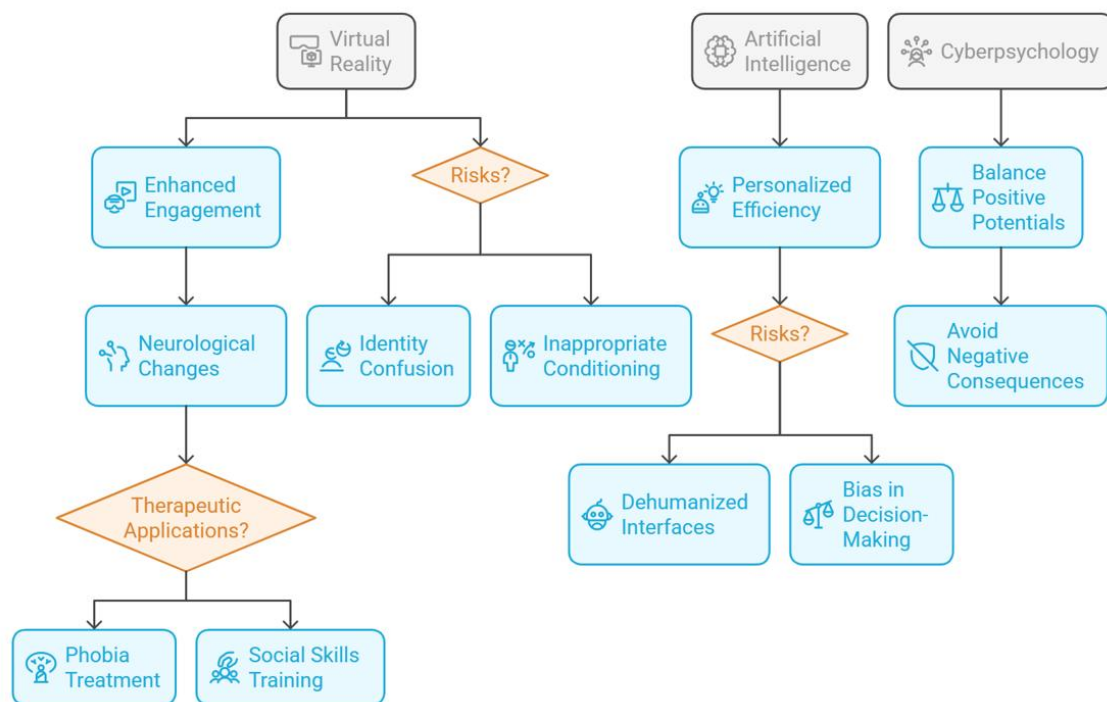 Virtual
Reality
Artificial
Intelligence
Cyberpsychology
Enhanced
Engagement
Risks?
Personalized
Efficiency
Balance
Positive
Potentials
Neurological
Changes
Identity
Confusion
Inappropriate
Conditioning
Risks?
Avoid
Negative
Consequences
Therapeutic
Applications?
Dehumanized
Interfaces
Bias in
Decision-
Making
Phobia
Treatment
Social Skills
Training